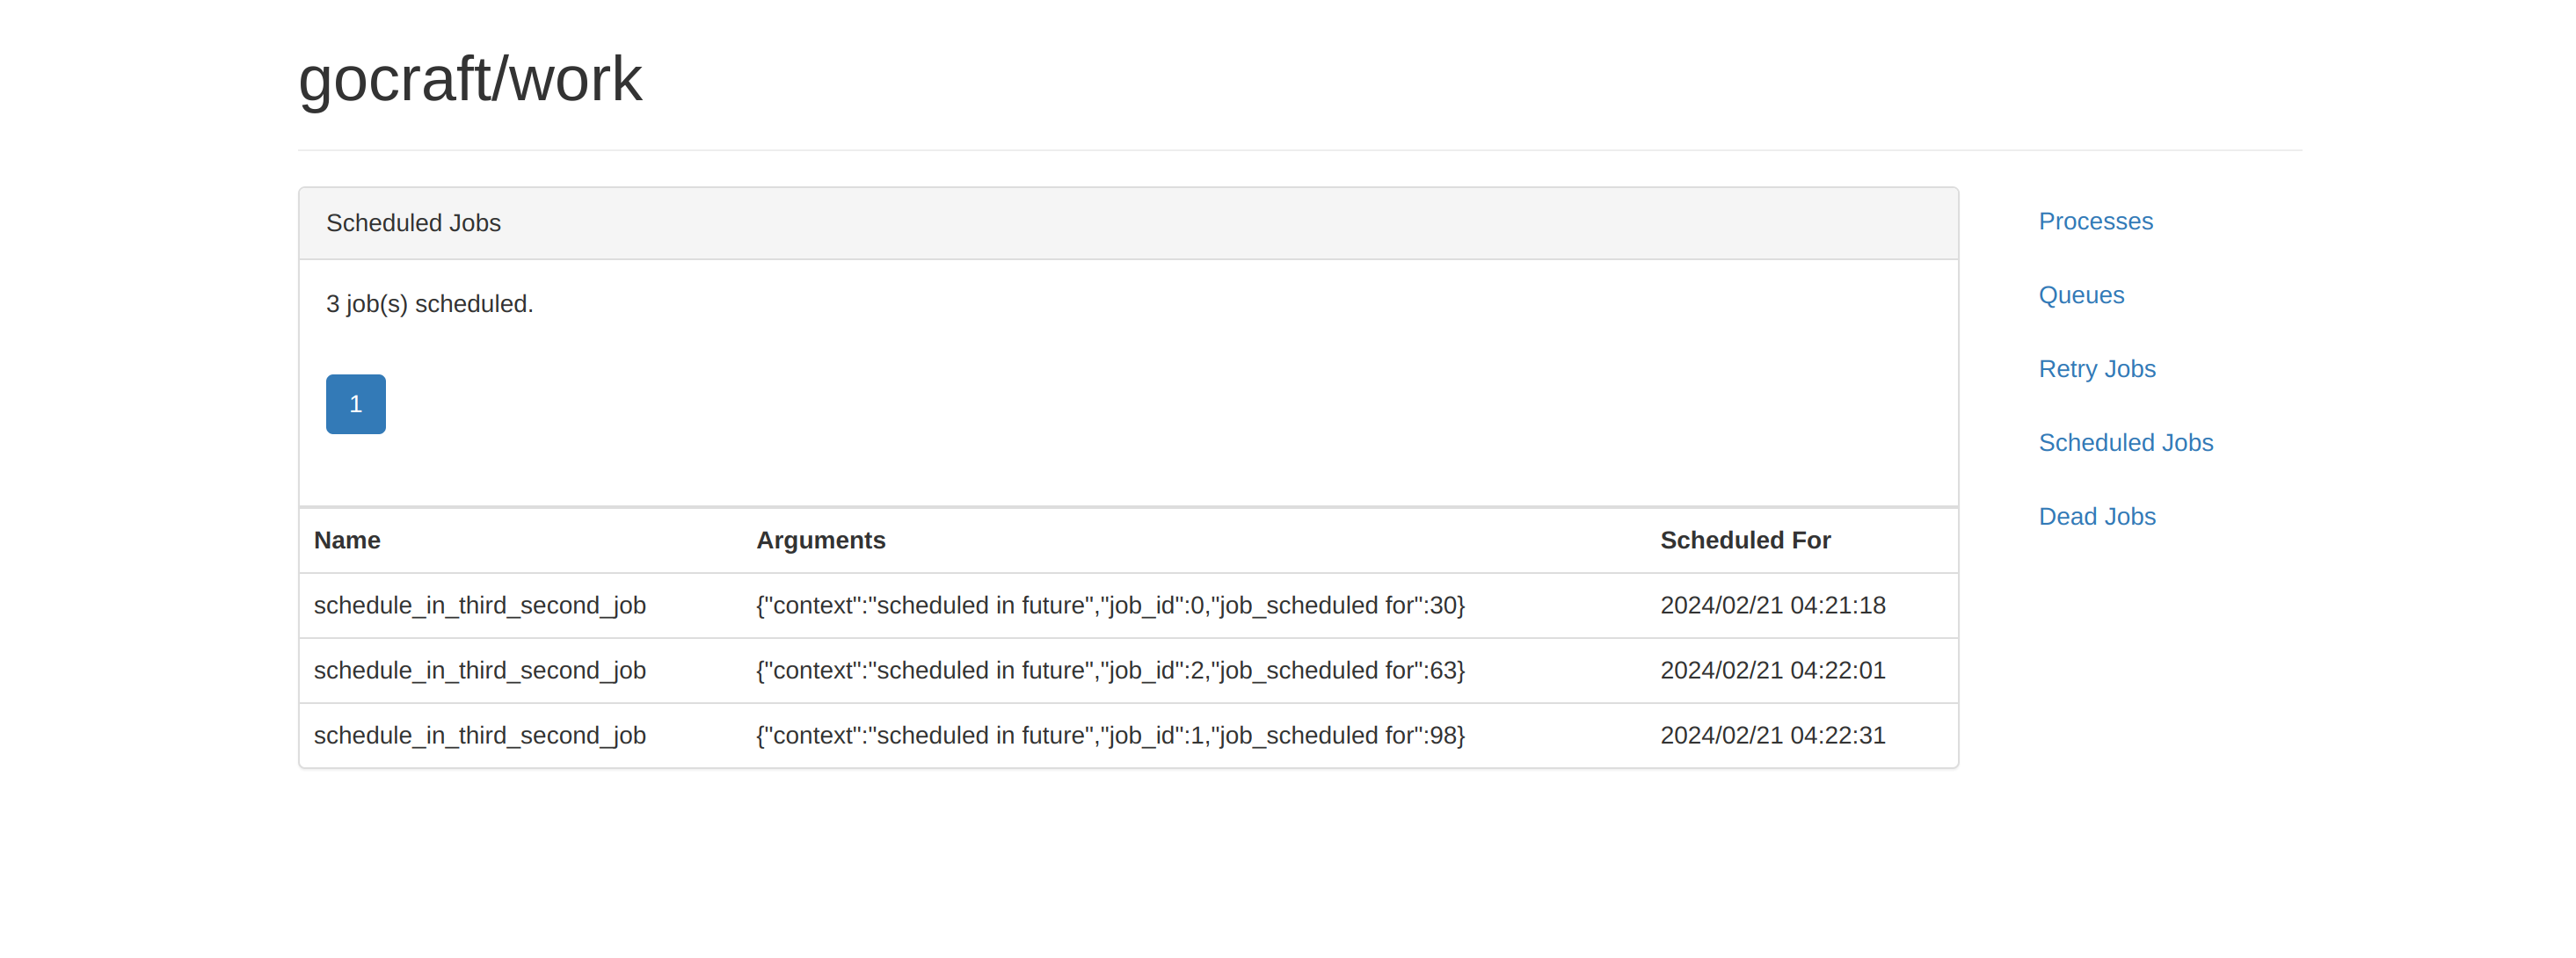 gocraft/work
Scheduled Jobs
3 job(s) scheduled.
1
Name Arguments Scheduled For
schedule_in_third_second_job {"context":"scheduled in future","job_id":0,"job_scheduled for":30} 2024/02/21 04:21:18
schedule_in_third_second_job {"context":"scheduled in future","job_id":2,"job_scheduled for":63} 2024/02/21 04:22:01
schedule_in_third_second_job {"context":"scheduled in future","job_id":1,"job_scheduled for":98} 2024/02/21 04:22:31
Processes
Queues
Retry Jobs
Scheduled Jobs
Dead Jobs